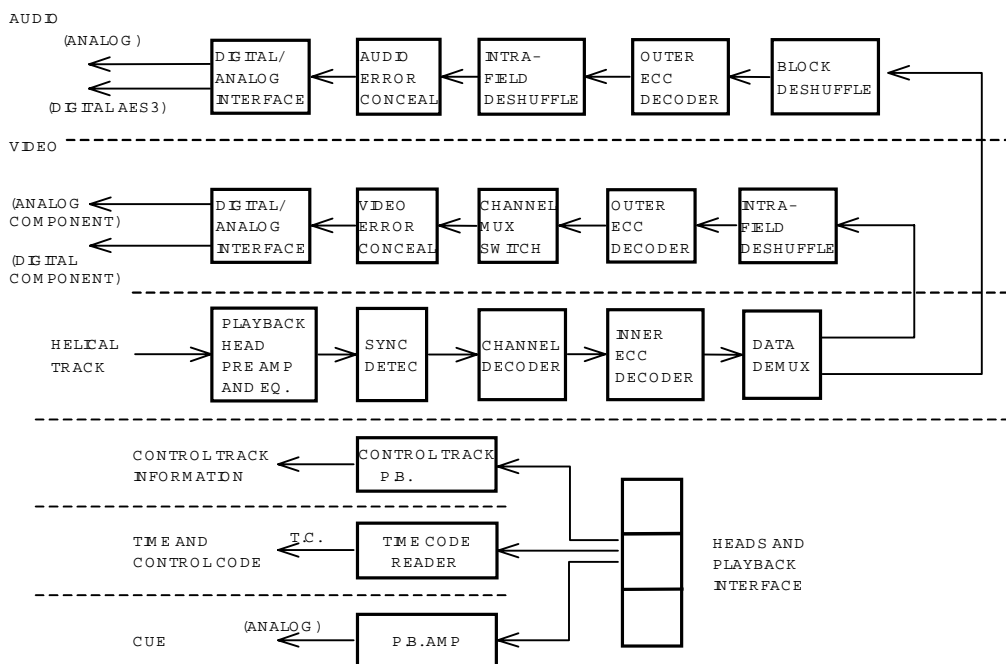 AUDIO
(ANALOG)
(DIGITAL AES3)
DIGITAL/
ANALOG
INTERFACE
AUDIO
ERROR
CONCEAL
INTRA-
FIELD
DESHUFFLE
OUTER
ECC
DECODER
BLOCK
DESHUFFLE
VIDEO
(ANALOG
COMPONENT)
(DIGITAL
COMPONENT)
DIGITAL/
ANALOG
INTERFACE
VIDEO
ERROR
CONCEAL
CHANNEL
MUX
SWITCH
OUTER
ECC
DECODER
INTRA-
FIELD
DESHUFFLE
HELICAL
TRACK
PLAYBACK
HEAD
PREAMP
AND EQ.
SYNC
DETEC
CHANNEL
DECODER
INNER
ECC
DECODER
DATA
DEMUX
CONTROL TRACK
INFORMATION
CONTROL TRACK
P.B.
TIME AND
CONTROL CODE
T.C.
TIME CODE
READER
HEADS AND
PLAYBACK
INTERFACE
CUE
(ANALOG)
P.B.AMP